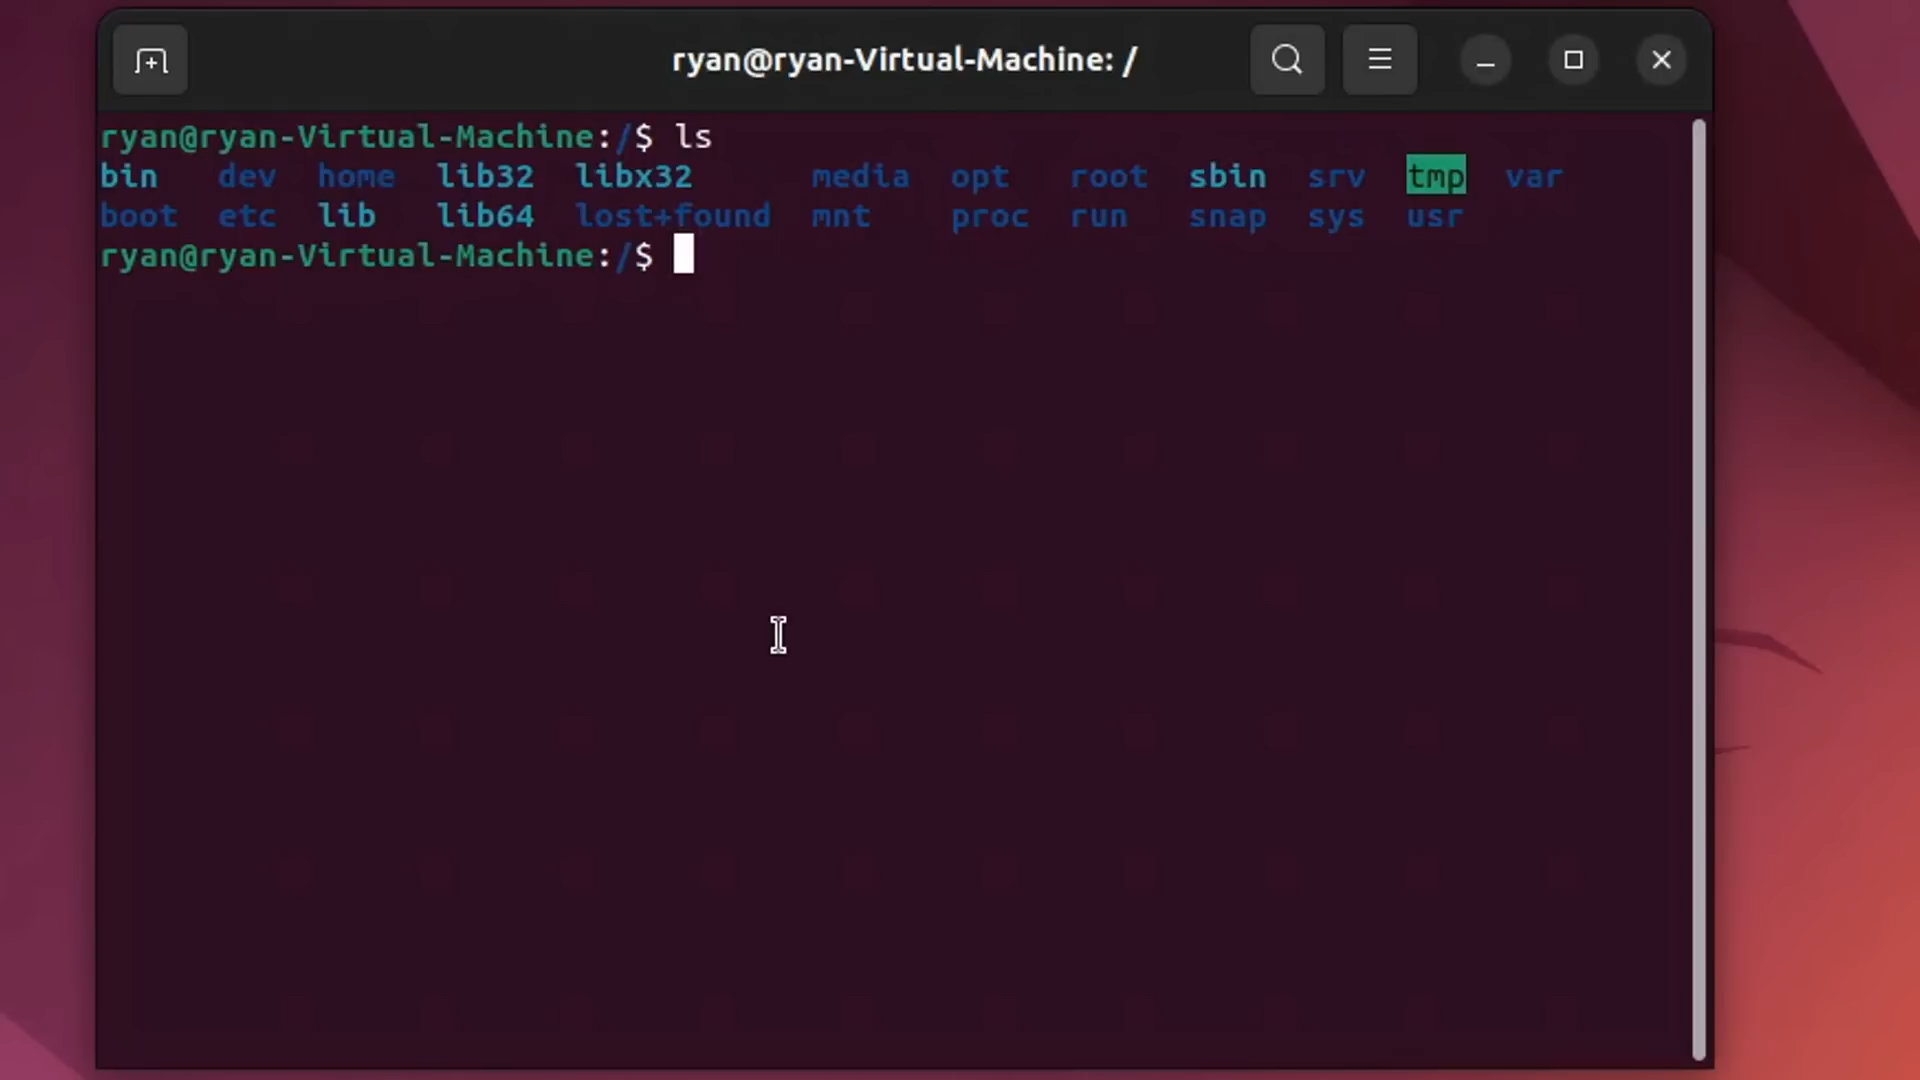 ryan@ryan-Virtual-Machine: /
ryan@ryan-Virtual-Machine:/$ ls
bin dev home lib32 libx32 media opt root sbin srv tmp var
boot etc lib lib64 lost+found mnt proc run snap sys usr
ryan@ryan-Virtual-Machine:/$